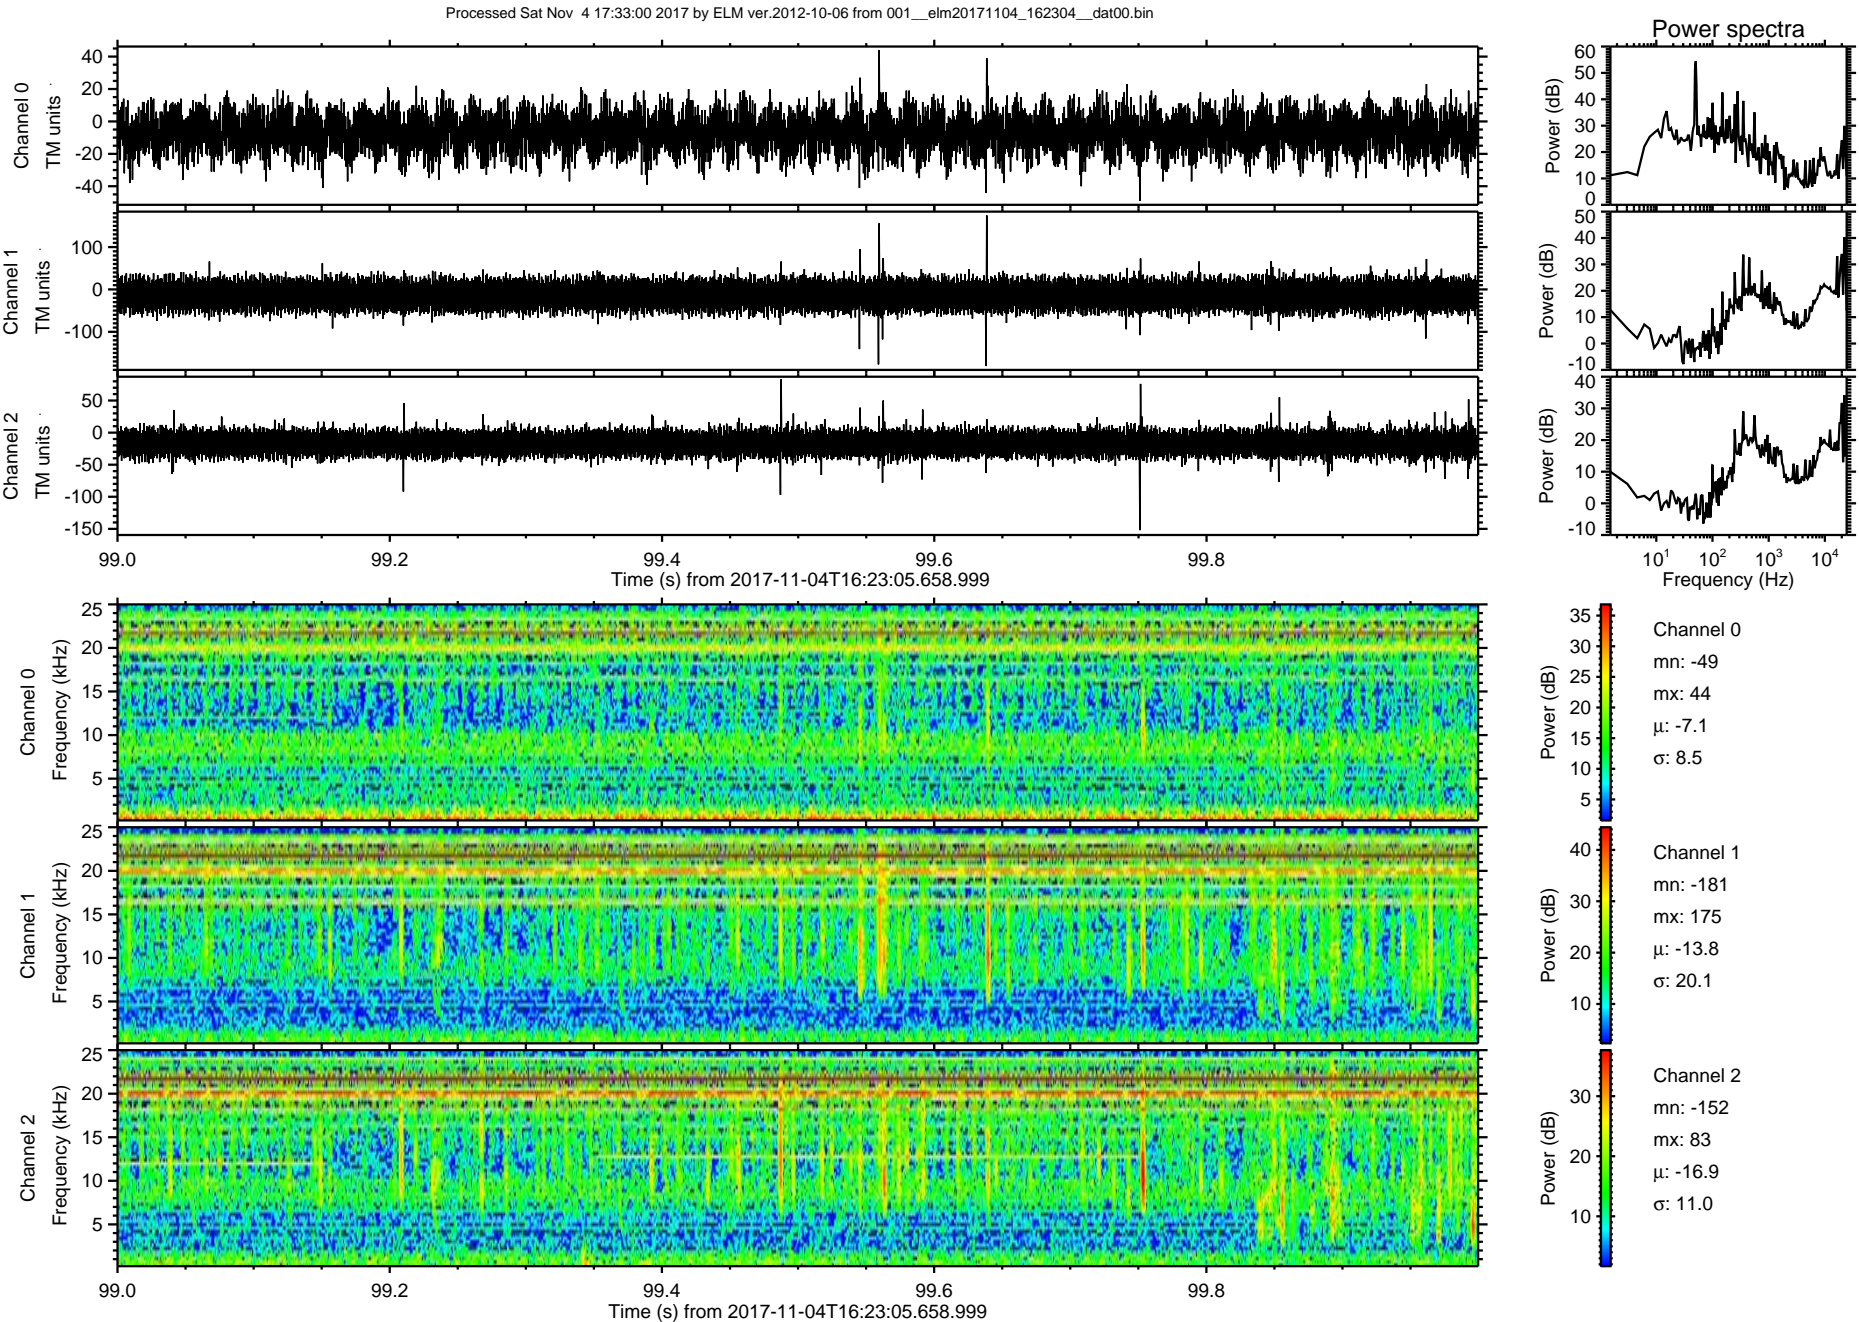 Processed Sat Nov  4 17:33:00 2017 by ELM ver.2012-10-06 from 001__elm20171104_162304__dat00.bin
Power spectra
Channel 0
TM units
40
20
0
-20
-40
Power (dB)
60
50
40
30
20
10
0
Channel 1
TM units
100
0
-100
Power (dB)
50
40
30
20
10
0
-10
Channel 2
TM units
50
0
-50
-100
-150
Power (dB)
40
30
20
10
0
-10
99.0 99.2 99.4 99.6 99.8
Time (s) from 2017-11-04T16:23:05.658.999
10¹ 10² 10³ 10⁴
Frequency (Hz)
Channel 0
Frequency (kHz)
25
20
15
10
5
Power (dB)
35
30
25
20
15
10
5
Channel 0
mn: -49
mx: 44
μ: -7.1
σ: 8.5
Channel 1
Frequency (kHz)
25
20
15
10
5
Power (dB)
40
30
20
10
Channel 1
mn: -181
mx: 175
μ: -13.8
σ: 20.1
Channel 2
Frequency (kHz)
25
20
15
10
5
Power (dB)
30
20
10
Channel 2
mn: -152
mx: 83
μ: -16.9
σ: 11.0
99.0 99.2 99.4 99.6 99.8
Time (s) from 2017-11-04T16:23:05.658.999